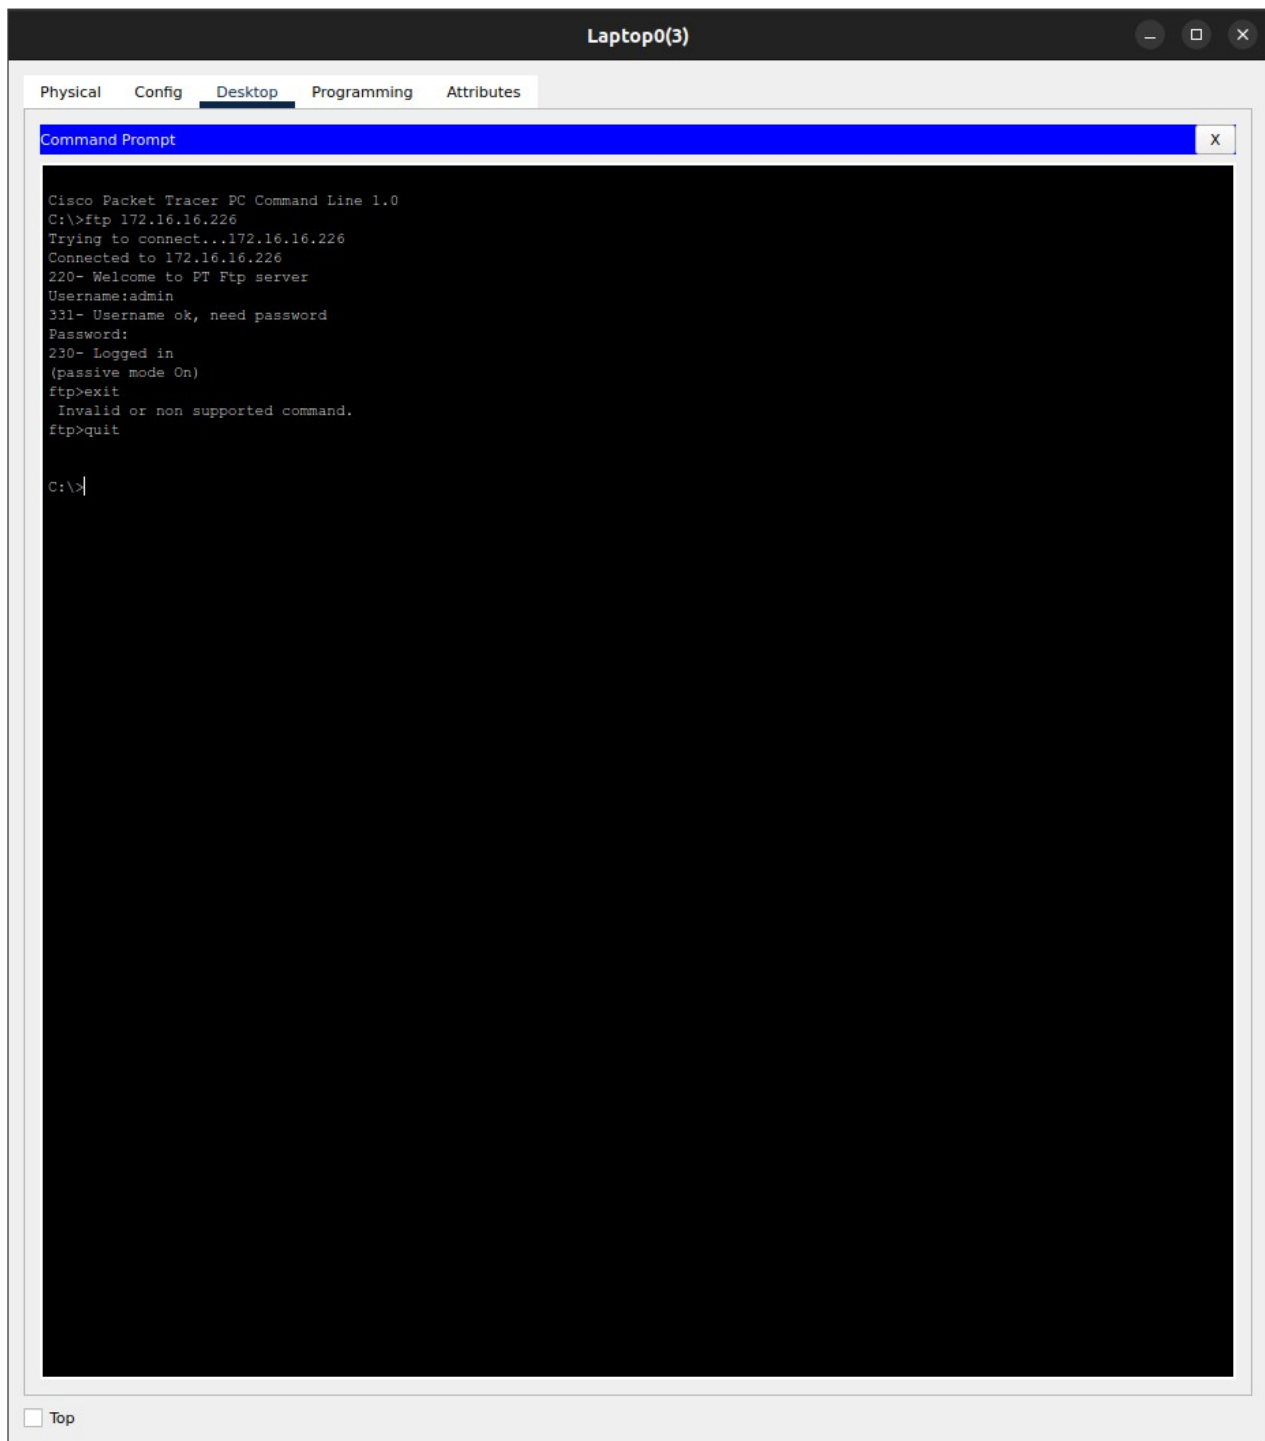 Laptop0(3)
Physical Config Desktop Programming Attributes
Command Prompt X
Cisco Packet Tracer PC Command Line 1.0
C:\>ftp 172.16.16.226
Trying to connect...172.16.16.226
Connected to 172.16.16.226
220- Welcome to PT Ftp server
Username:admin
331- Username ok, need password
Password:
230- Logged in
(passive mode On)
ftp>exit
 Invalid or non supported command.
ftp>quit
C:\>
Top